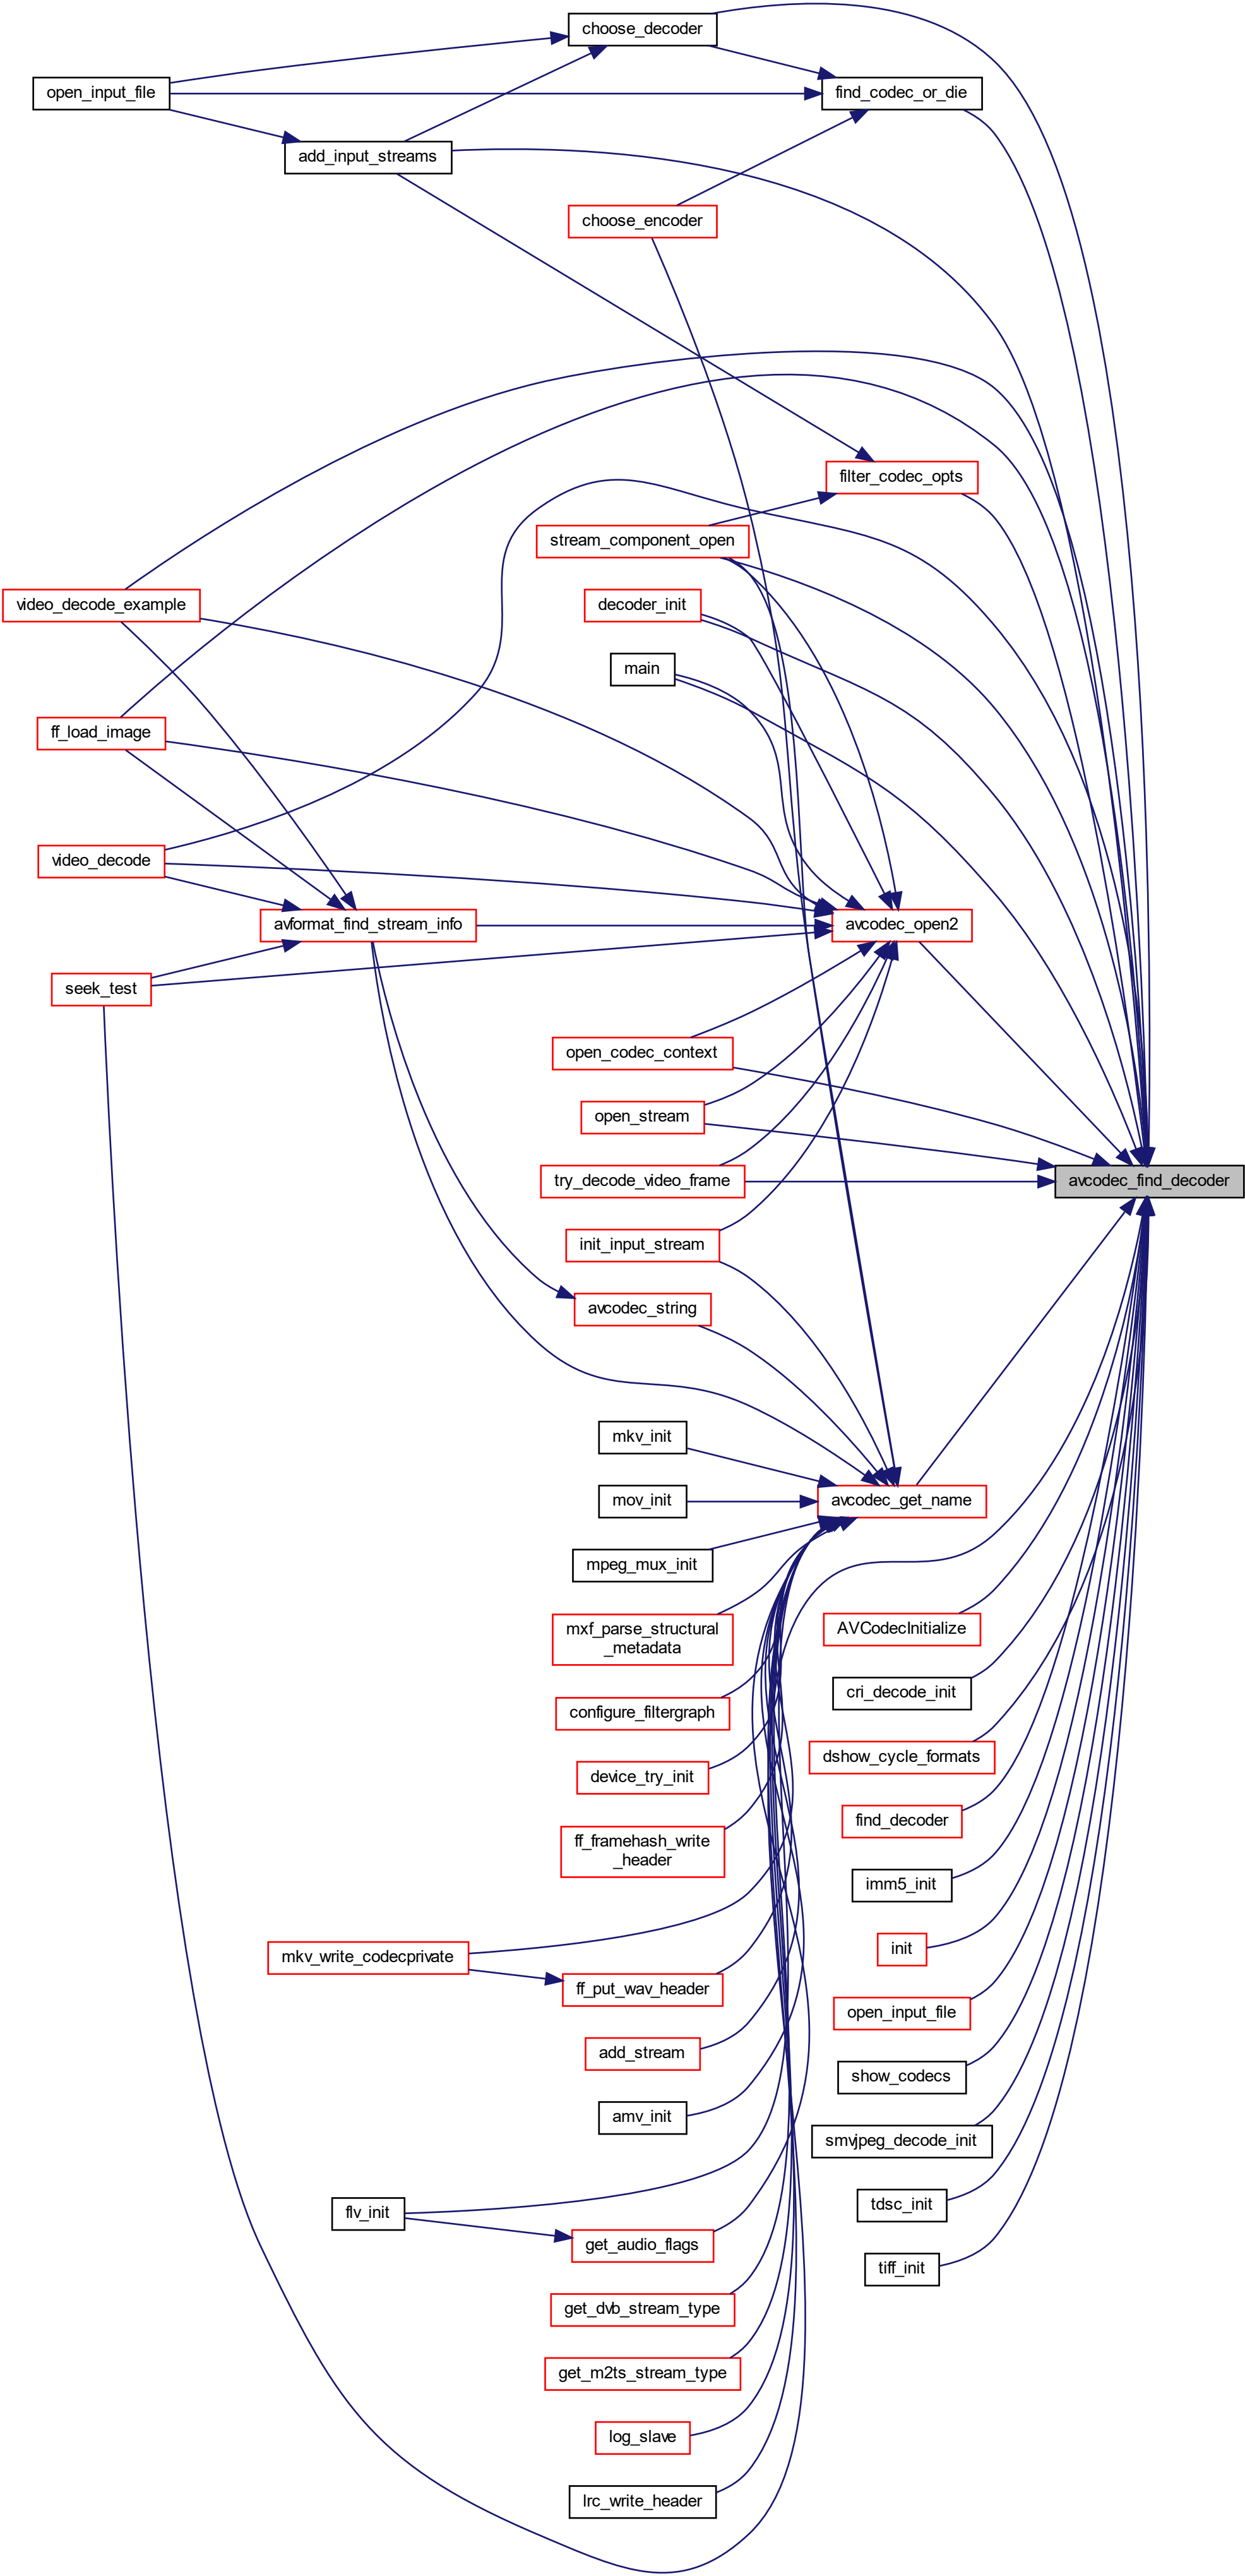 choose_decoder
open_input_file
find_codec_or_die
add_input_streams
choose_encoder
filter_codec_opts
stream_component_open
video_decode_example
decoder_init
main
ff_load_image
video_decode
avformat_find_stream_info
avcodec_open2
seek_test
open_codec_context
open_stream
try_decode_video_frame
avcodec_find_decoder
init_input_stream
avcodec_string
mkv_init
mov_init
avcodec_get_name
mpeg_mux_init
mxf_parse_structural
_metadata
AVCodecInitialize
cri_decode_init
configure_filtergraph
dshow_cycle_formats
device_try_init
find_decoder
ff_framehash_write
_header
imm5_init
init
mkv_write_codecprivate
ff_put_wav_header
open_input_file
add_stream
show_codecs
amv_init
smvjpeg_decode_init
tdsc_init
flv_init
get_audio_flags
tiff_init
get_dvb_stream_type
get_m2ts_stream_type
log_slave
lrc_write_header